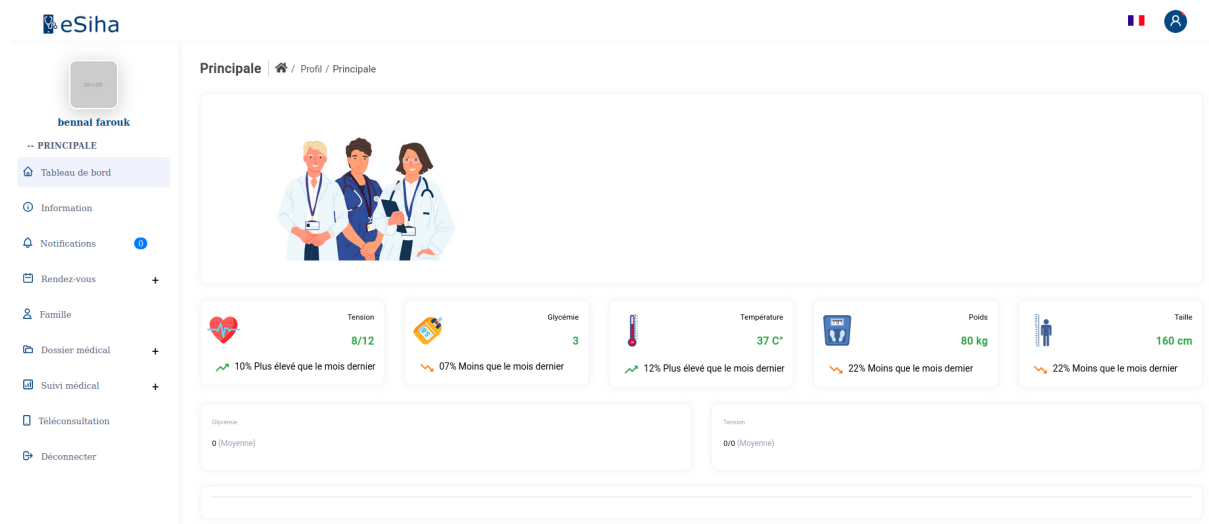 eSiha
Principale / Profil / Principale
bennai farouk
-- PRINCIPALE
Tableau de bord
Information
Notifications 0
Rendez-vous +
Famille
Dossier médical +
Suivi médical +
Téléconsultation
Déconnecter
Tension
8/12
10% Plus élevé que le mois dernier
Glycémie
3
07% Moins que le mois dernier
Température
37 C°
12% Plus élevé que le mois dernier
Poids
80 kg
22% Moins que le mois dernier
Taille
160 cm
22% Moins que le mois dernier
Glycémie
0 (Moyenne)
Tension
0/0 (Moyenne)